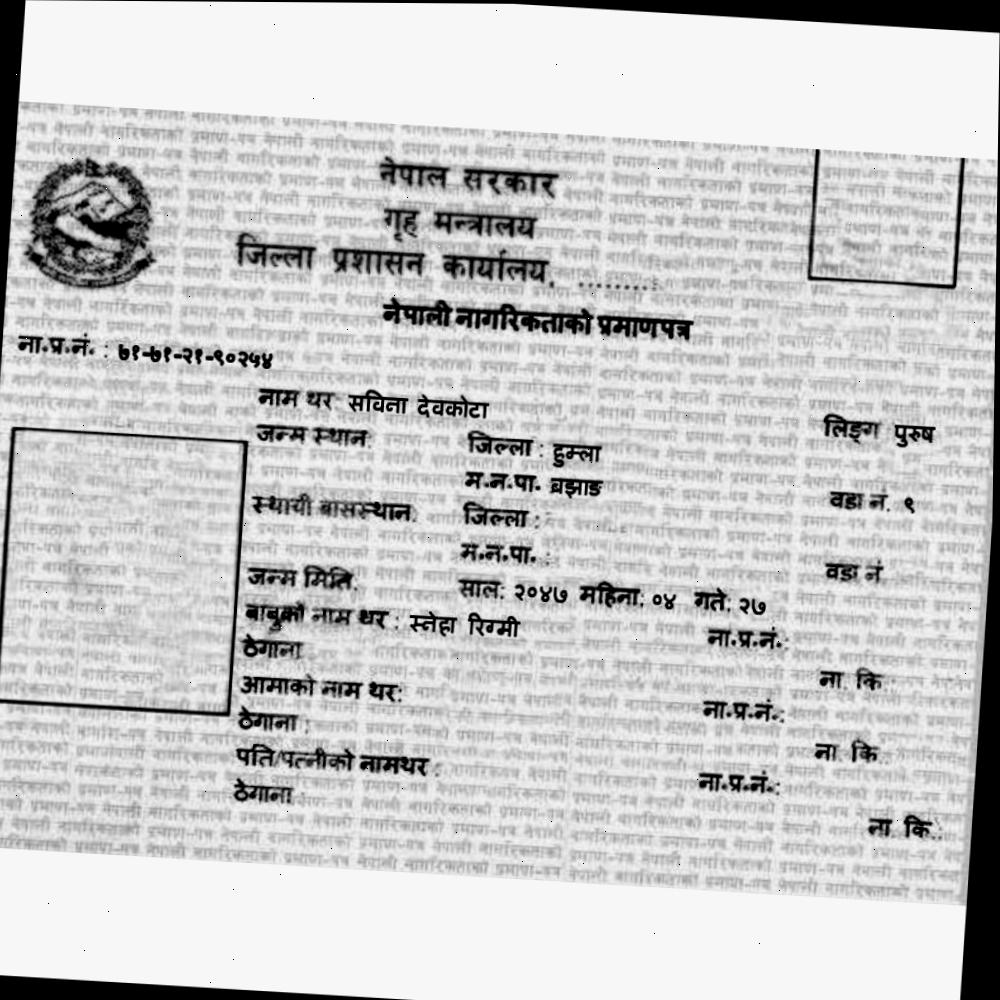 नेपाल सरकार
गृह मन्त्रालय
जिल्ला प्रशासन कार्यालय, .........
नेपाली नागरिकताको प्रमाणपत्र
ना.प्र.नं. : ७१-७१-२१-९०२५४
नाम थर: सविना देवकोटा लिङ्ग पुरुष
जन्म स्थान: जिल्ला : हुम्ला
म.न.पा. ब्रझाङ वडा नं. ९
स्थायी बासस्थान: जिल्ला :
म.न.पा. : वडा नं.
जन्म मिति: साल: २०४७ महिना: ०४ गते: २७
बाबुको नाम थर : स्नेहा रिग्मी ना.प्र.नं.:
ठेगाना : ना. कि.:
आमाको नाम थर: ना.प्र.नं.:
ठेगाना : ना. कि.:
पति/पत्नीको नामथर : ना.प्र.नं.:
ठेगाना : ना. कि.: